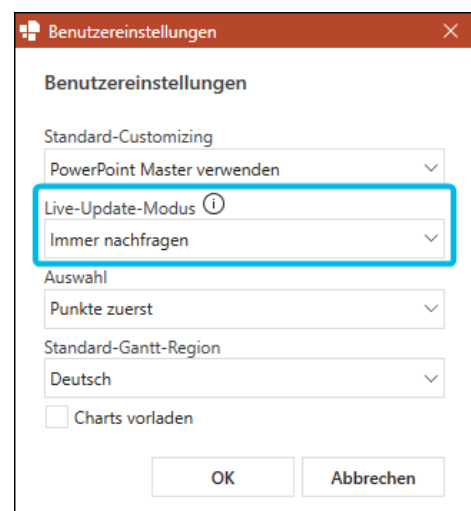 Benutzereinstellungen
Benutzereinstellungen
Standard-Customizing
PowerPoint Master verwenden
Live-Update-Modus
Immer nachfragen
Auswahl
Punkte zuerst
Standard-Gantt-Region
Deutsch
Charts vorladen
OK Abbrechen